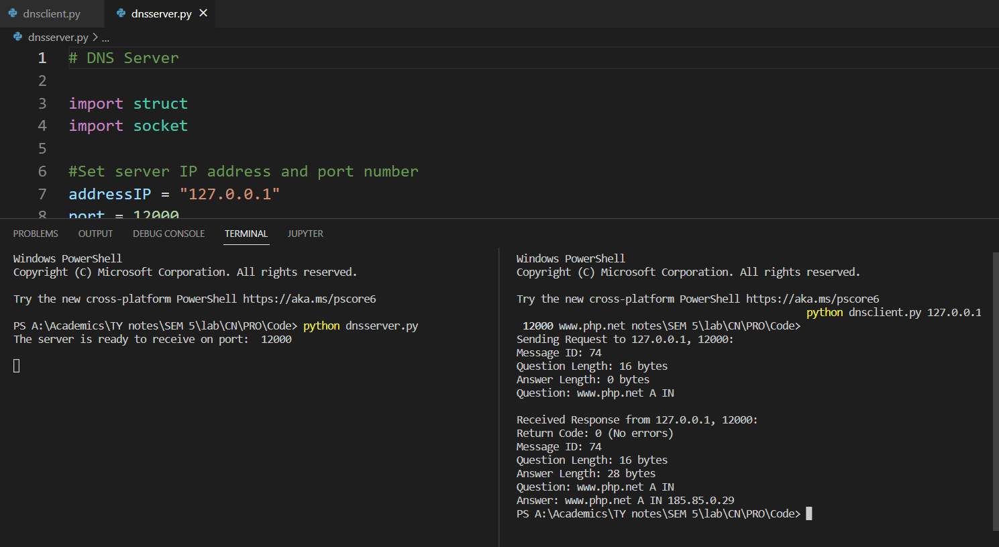 dnsclient.py dnsserver.py
dnsserver.py > ...
1 # DNS Server
2
3 import struct
4 import socket
5
6 #Set server IP address and port number
7 addressIP = "127.0.0.1"
8 port = 12000
PROBLEMS OUTPUT DEBUG CONSOLE TERMINAL JUPYTER
Windows PowerShell
Copyright (C) Microsoft Corporation. All rights reserved.
Try the new cross-platform PowerShell https://aka.ms/pscore6
PS A:\Academics\TY notes\SEM 5\lab\CN\PRO\Code> python dnsserver.py
The server is ready to receive on port:  12000
Windows PowerShell
Copyright (C) Microsoft Corporation. All rights reserved.
Try the new cross-platform PowerShell https://aka.ms/pscore6
python dnsclient.py 127.0.0.1
12000 www.php.net notes\SEM 5\lab\CN\PRO\Code>
Sending Request to 127.0.0.1, 12000:
Message ID: 74
Question Length: 16 bytes
Answer Length: 0 bytes
Question: www.php.net A IN
Received Response from 127.0.0.1, 12000:
Return Code: 0 (No errors)
Message ID: 74
Question Length: 16 bytes
Answer Length: 28 bytes
Question: www.php.net A IN
Answer: www.php.net A IN 185.85.0.29
PS A:\Academics\TY notes\SEM 5\lab\CN\PRO\Code>